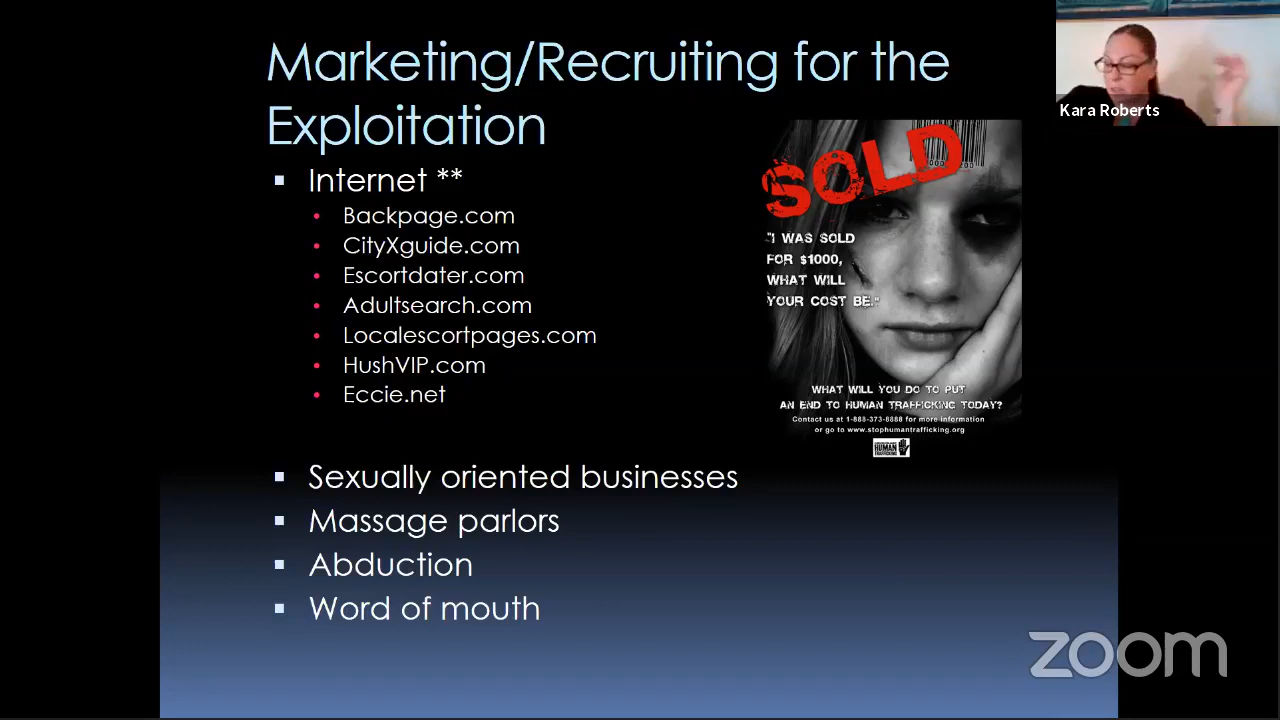 Marketing/Recruiting for the
Exploitation
Kara Roberts
Internet **
Backpage.com
CityXguide.com
Escortdater.com
Adultsearch.com
Localescortpages.com
HushVIP.com
Eccie.net
SOLD
"I WAS SOLD
FOR $1000,
WHAT WILL
YOUR COST BE."
WHAT WILL YOU DO TO PUT
AN END TO HUMAN TRAFFICKING TODAY?
Contact us at 1-888-373-8888 for more information
or go to www.stophumantrafficking.org
HUMAN
TRAFFICKING
Sexually oriented businesses
Massage parlors
Abduction
Word of mouth
zoom